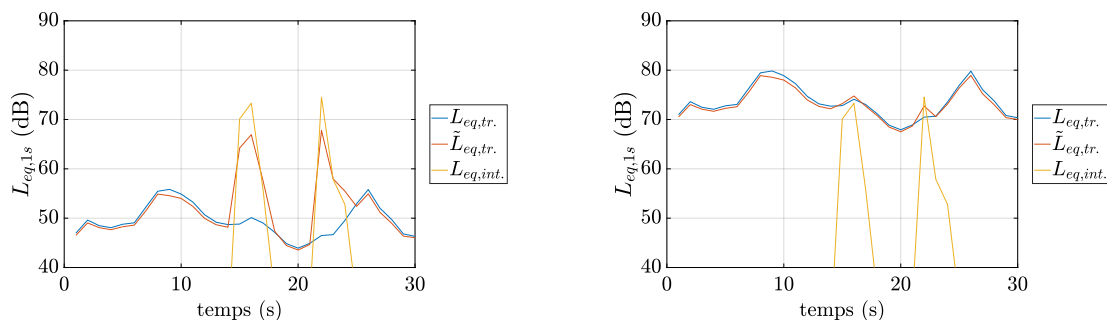 90
80
70
60
50
40
0
10
20
30
temps (s)
L_{eq,1s} (dB)
L_{eq,tr.}
L̃_{eq,tr.}
L_{eq,int.}
90
80
70
60
50
40
0
10
20
30
temps (s)
L_{eq,1s} (dB)
L_{eq,tr.}
L̃_{eq,tr.}
L_{eq,int.}